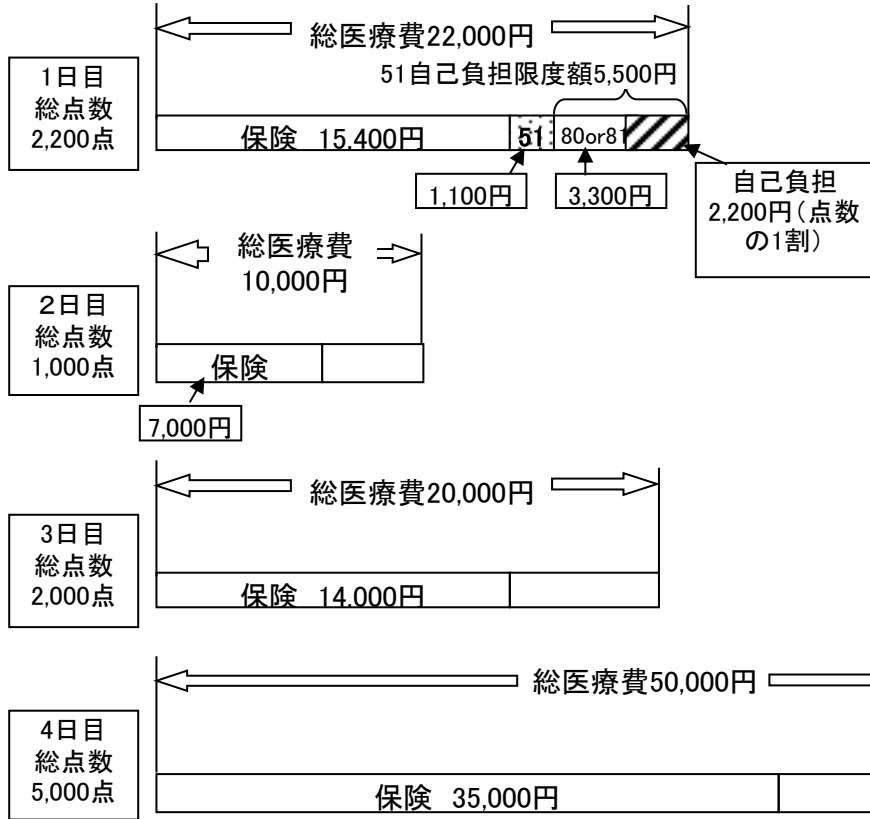 総医療費22,000円
1日目
総点数
2,200点
51自己負担限度額5,500円
保険 15,400円
51
80or81
1,100円
3,300円
自己負担
2,200円(点数
の1割)
総医療費
10,000円
2日目
総点数
1,000点
保険
7,000円
総医療費20,000円
3日目
総点数
2,000点
保険 14,000円
総医療費50,000円
4日目
総点数
5,000点
保険 35,000円